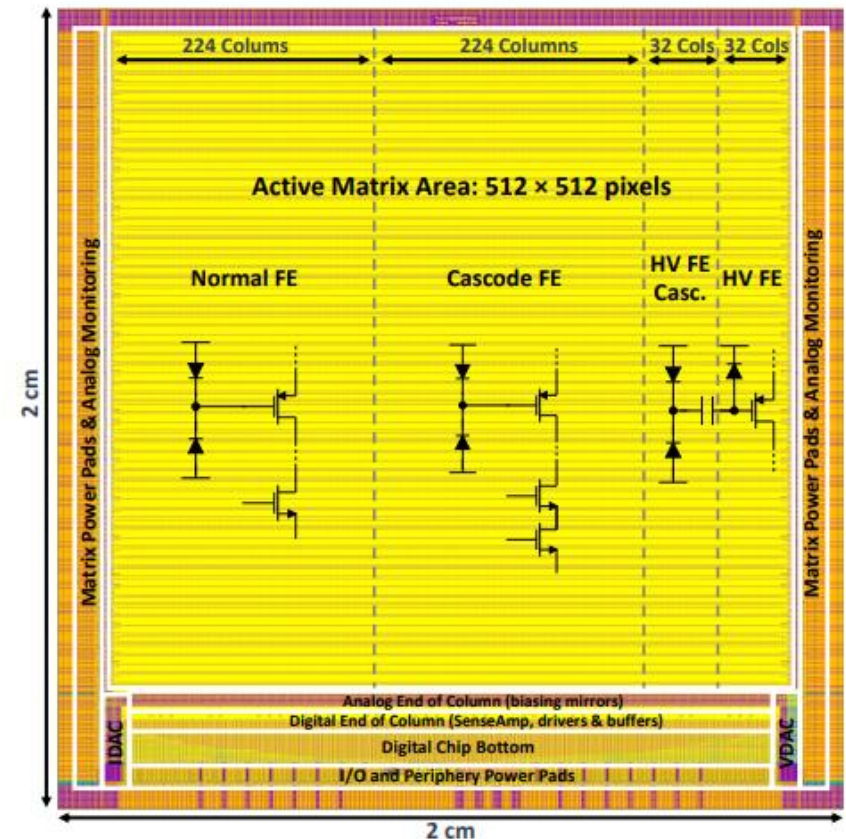 224 Colums
224 Columns
32 Cols
32 Cols
Active Matrix Area: 512 × 512 pixels
Normal FE
Cascode FE
HV FE
Casc.
HV FE
Matrix Power Pads & Analog Monitoring
Matrix Power Pads & Analog Monitoring
2 cm
Analog End of Column (biasing mirrors)
Digital End of Column (SenseAmp, drivers & buffers)
IDAC
VDAC
Digital Chip Bottom
I/O and Periphery Power Pads
2 cm